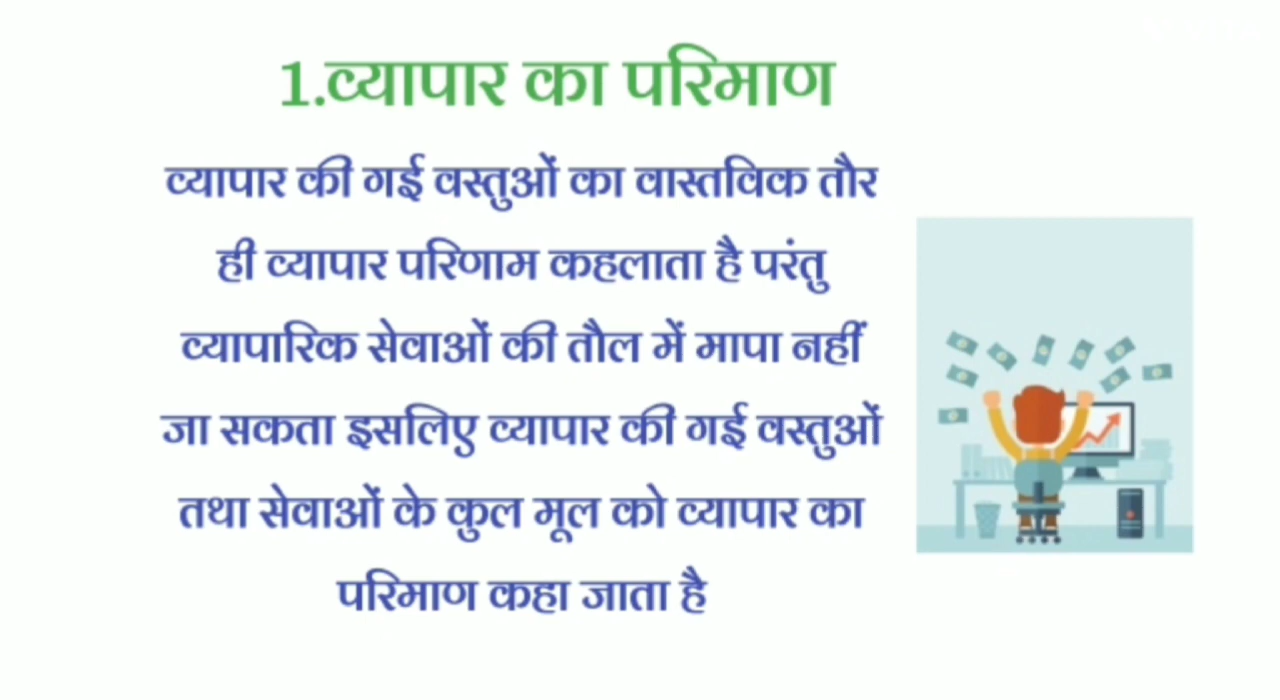 1.व्यापार का परिमाण
व्यापार की गई वस्तुओं का वास्तविक तौर
ही व्यापार परिणाम कहलाता है परंतु
व्यापारिक सेवाओं की तौल में मापा नहीं
जा सकता इसलिए व्यापार की गई वस्तुओं
तथा सेवाओं के कुल मूल को व्यापार का
परिमाण कहा जाता है